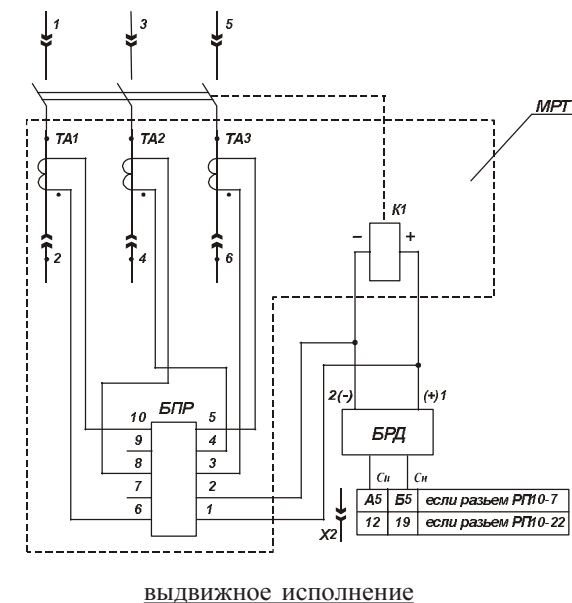 1 3 5
МРТ
ТА1 ТА2 ТА3
К1
– +
2 4 6
2(-) (+)1
БПР
10 5
9 4
8 3
7 2
6 1
БРД
Си Си
А5 Б5 если разъем РП10-7
12 19 если разъем РП10-22
Х2
выдвижное исполнение